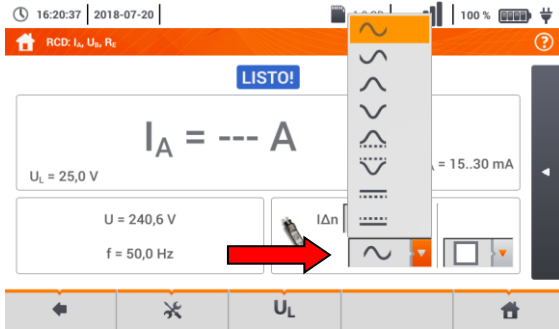 16:20:37 2018-07-20 100 %
RCD: IA, UB, RE
LISTO!
IA = --- A
= 15..30 mA
UL = 25,0 V
U = 240,6 V
IΔn
f = 50,0 Hz
UL